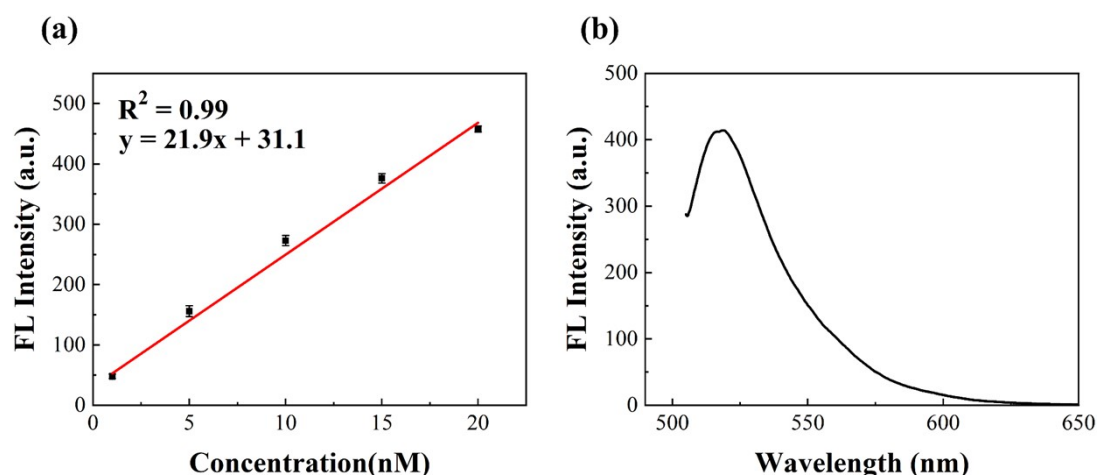 (a)
R² = 0.99
y = 21.9x + 31.1
FL Intensity (a.u.)
500
400
300
200
100
0
0 5 10 15 20
Concentration(nM)
(b)
FL Intensity (a.u.)
500
400
300
200
100
0
500 550 600 650
Wavelength (nm)